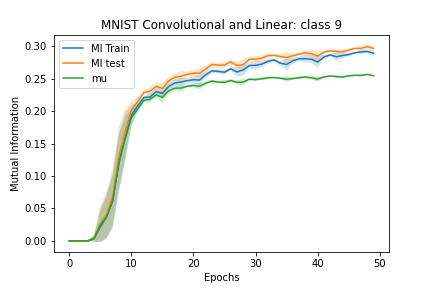 MNIST Convolutional and Linear: class 9
MI Train
MI test
mu
Mutual Information
0.30
0.25
0.20
0.15
0.10
0.05
0.00
0
10
20
30
40
50
Epochs